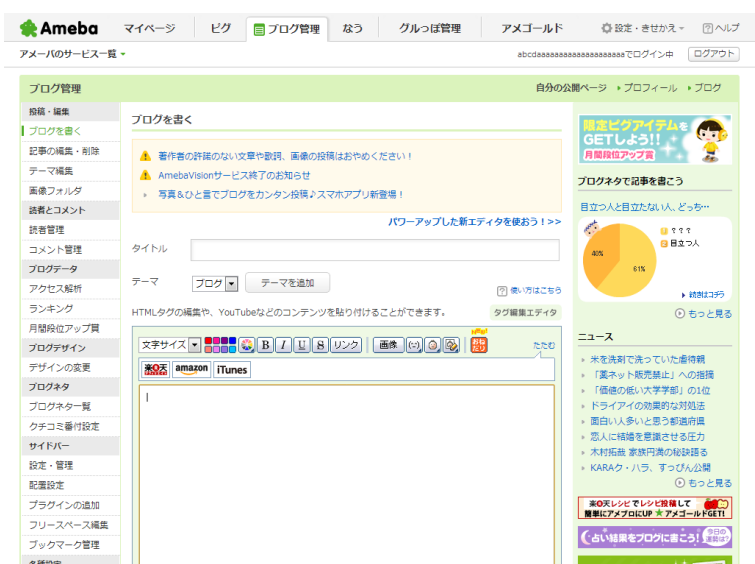 Ameba
マイページ
ピグ
ブログ管理
なう
グルっぽ管理
アメゴールド
設定・きせかえ
ヘルプ
アメーバのサービス一覧
abcdaaaaaaaaaaaaaaaaaaaaaでログイン中
ログアウト
ブログ管理
自分の公開ページ
プロフィール
ブログ
投稿・編集
ブログを書く
記事の編集・削除
テーマ編集
画像フォルダ
読者とコメント
読者管理
コメント管理
ブログデータ
アクセス解析
ランキング
月間段位アップ賞
ブログデザイン
デザインの変更
ブログネタ
ブログネタ一覧
クチコミ番付設定
サイドバー
設定・管理
配置設定
プラグインの追加
フリースペース編集
ブックマーク管理
各種設定
ブログを書く
著作者の許諾のない文章や歌詞、画像の投稿はおやめください!
AmebaVisionサービス終了のお知らせ
写真&ひと言でブログをカンタン投稿♪スマホアプリ新登場!
パワーアップした新エディタを使おう!>>
タイトル
テーマ
ブログ
テーマを追加
使い方はこちら
HTMLタグの編集や、YouTubeなどのコンテンツを貼り付けることができます。
タグ編集エディタ
文字サイズ
B
I
U
S
リンク
画像
(:)
おねだり
たたむ
楽天
amazon
iTunes
限定ピグアイテムを
GETしよう!!
月間段位アップ賞
ブログネタで記事を書こう
目立つ人と目立たない人、どっち…
???
目立つ人
40%
61%
続きはコチラ
もっと見る
ニュース
米を洗剤で洗っていた虐待親
「薬ネット販売禁止」への指摘
「価値の低い大学学部」の1位
ドライアイの効果的な対処法
面白い人多いと思う都道府県
恋人に結婚を意識させる圧力
木村拓哉 家族円満の秘訣語る
KARAク・ハラ、すっぴん公開
もっと見る
楽天レシピでレシピ投稿して
簡単にアメブロにUP★アメゴールドGET!
占い結果をブログに書こう!
今日の
運勢は?